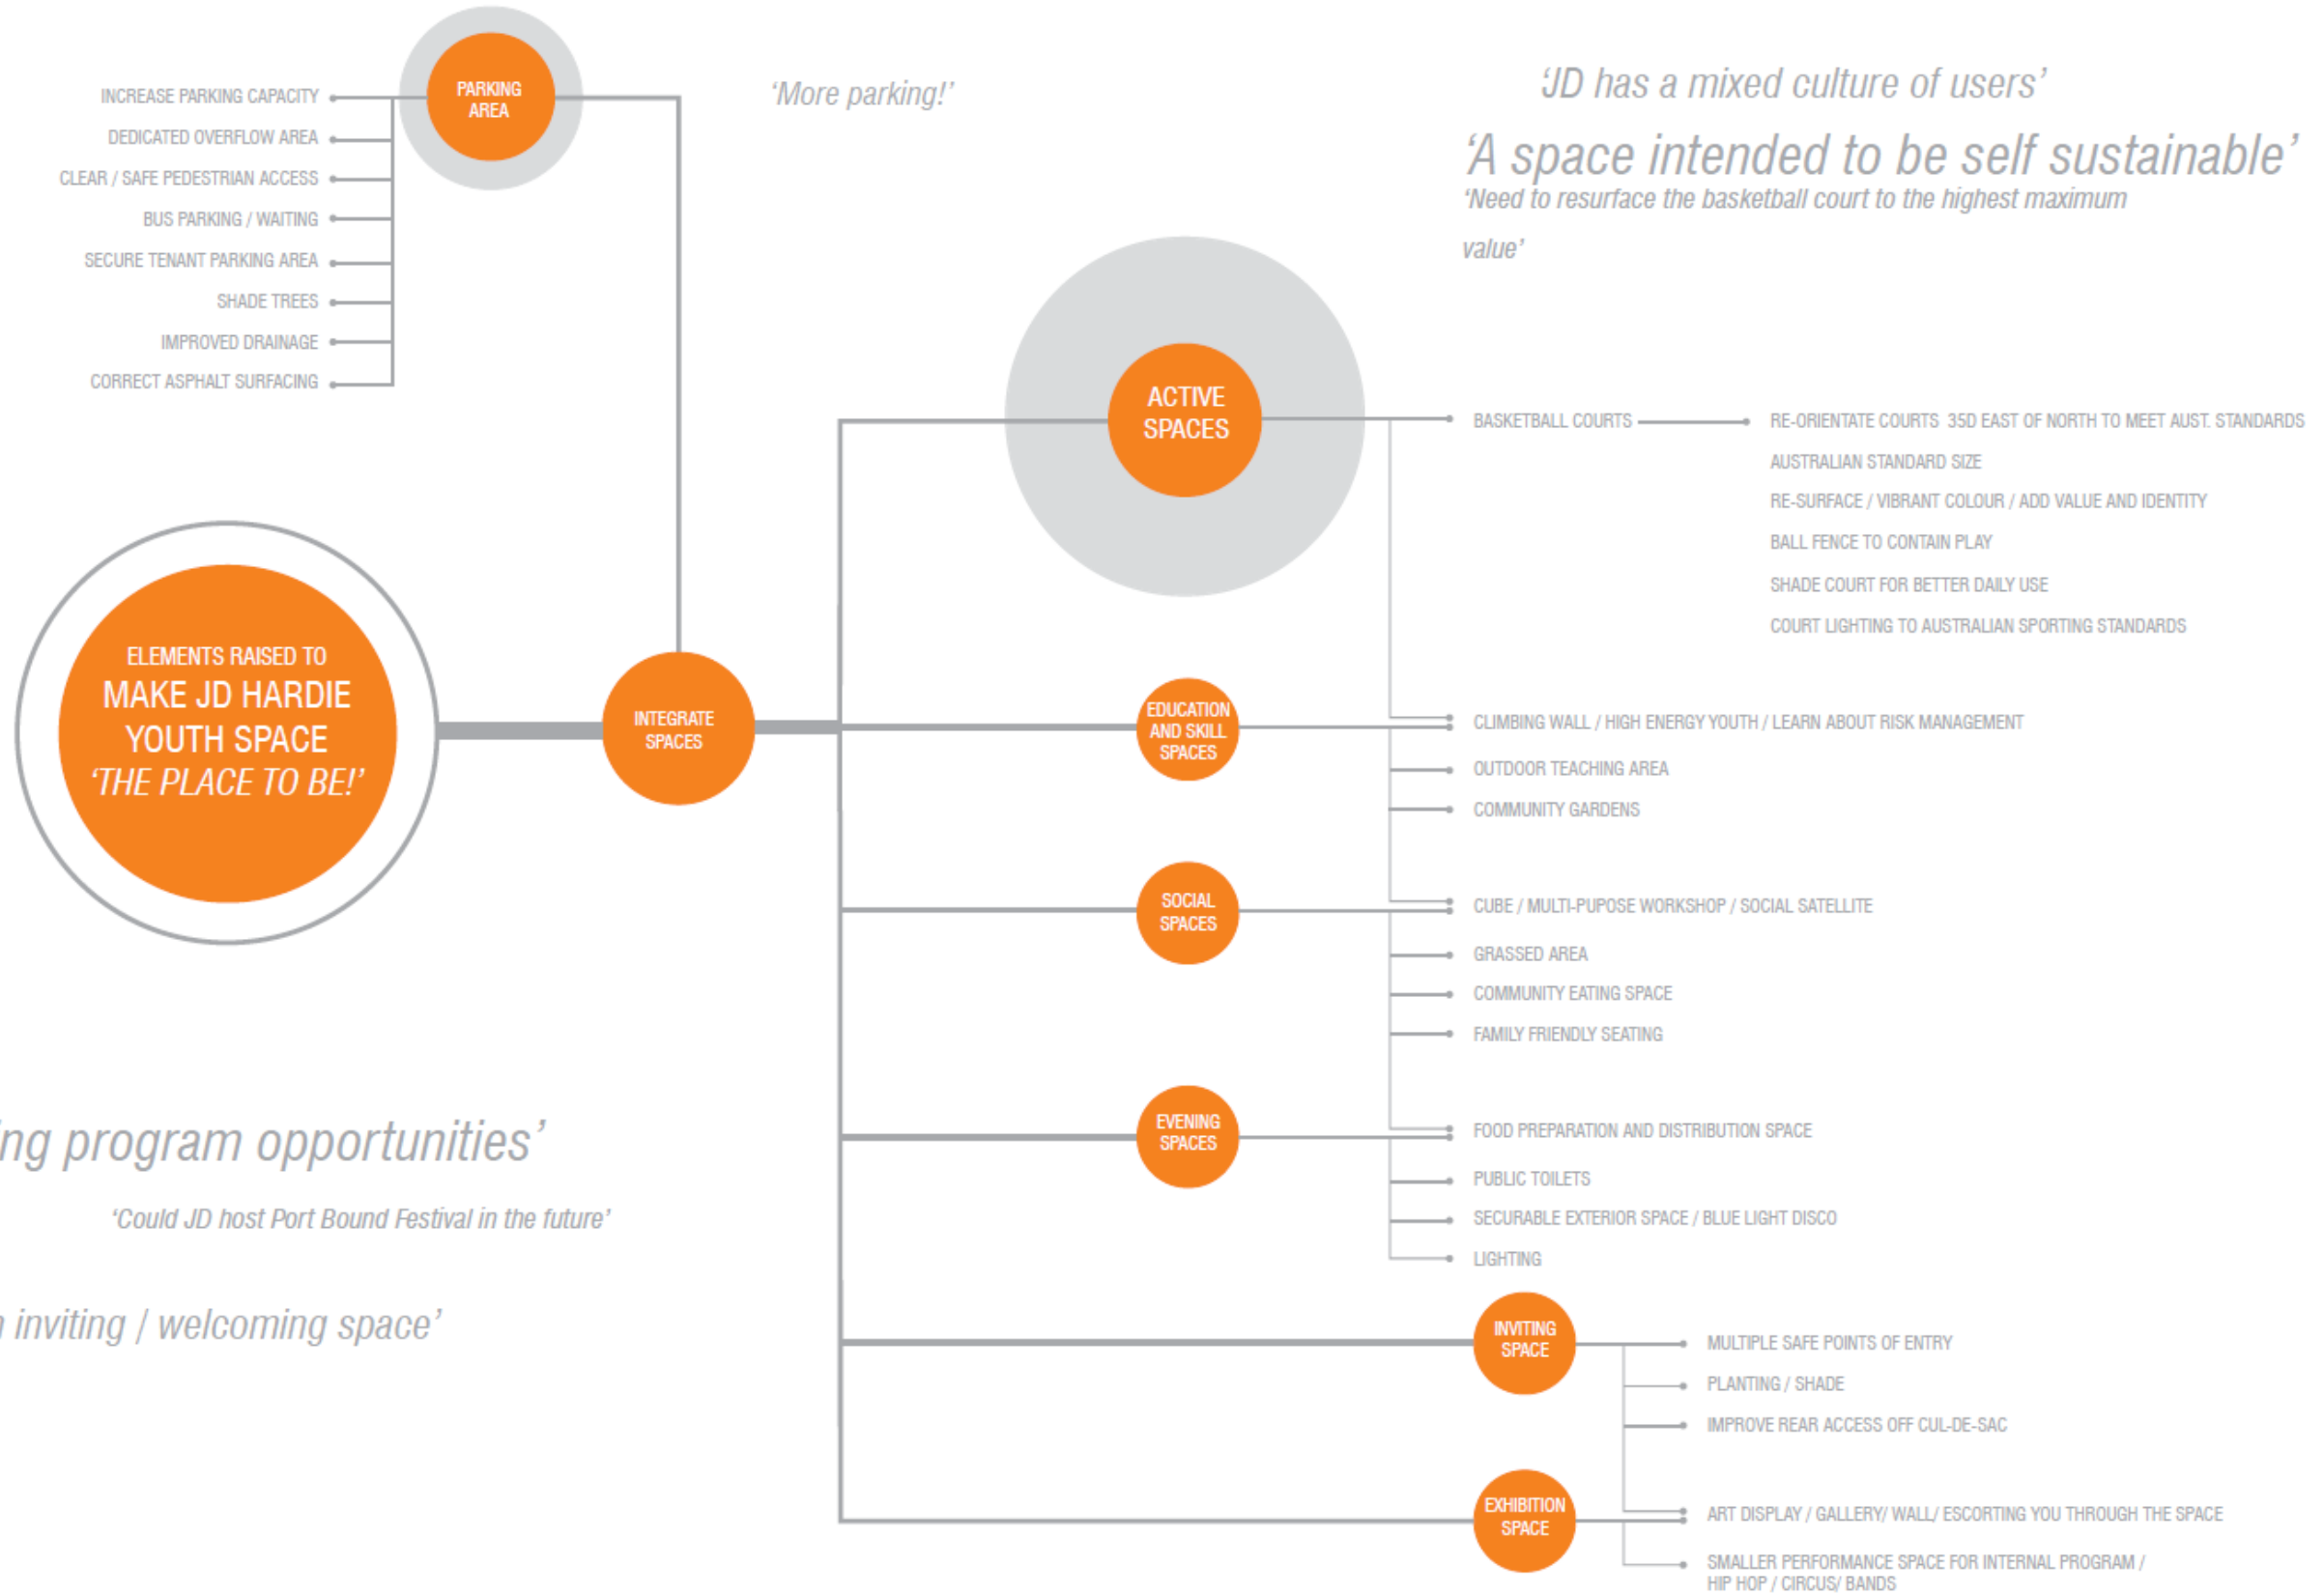 INCREASE PARKING CAPACITY
DEDICATED OVERFLOW AREA
CLEAR / SAFE PEDESTRIAN ACCESS
BUS PARKING / WAITING
SECURE TENANT PARKING AREA
SHADE TREES
IMPROVED DRAINAGE
CORRECT ASPHALT SURFACING
PARKING
AREA
‘More parking!’
‘JD has a mixed culture of users’
‘A space intended to be self sustainable’
‘Need to resurface the basketball court to the highest maximum
value’
ELEMENTS RAISED TO
MAKE JD HARDIE
YOUTH SPACE
‘THE PLACE TO BE!’
INTEGRATE
SPACES
ACTIVE
SPACES
BASKETBALL COURTS
RE-ORIENTATE COURTS 35D EAST OF NORTH TO MEET AUST. STANDARDS
AUSTRALIAN STANDARD SIZE
RE-SURFACE / VIBRANT COLOUR / ADD VALUE AND IDENTITY
BALL FENCE TO CONTAIN PLAY
SHADE COURT FOR BETTER DAILY USE
COURT LIGHTING TO AUSTRALIAN SPORTING STANDARDS
EDUCATION
AND SKILL
SPACES
CLIMBING WALL / HIGH ENERGY YOUTH / LEARN ABOUT RISK MANAGEMENT
OUTDOOR TEACHING AREA
COMMUNITY GARDENS
SOCIAL
SPACES
CUBE / MULTI-PUPOSE WORKSHOP / SOCIAL SATELLITE
GRASSED AREA
COMMUNITY EATING SPACE
FAMILY FRIENDLY SEATING
EVENING
SPACES
FOOD PREPARATION AND DISTRIBUTION SPACE
PUBLIC TOILETS
SECURABLE EXTERIOR SPACE / BLUE LIGHT DISCO
LIGHTING
INVITING
SPACE
MULTIPLE SAFE POINTS OF ENTRY
PLANTING / SHADE
IMPROVE REAR ACCESS OFF CUL-DE-SAC
EXHIBITION
SPACE
ART DISPLAY / GALLERY/ WALL/ ESCORTING YOU THROUGH THE SPACE
SMALLER PERFORMANCE SPACE FOR INTERNAL PROGRAM /
HIP HOP / CIRCUS/ BANDS
ng program opportunities’
‘Could JD host Port Bound Festival in the future’
inviting / welcoming space’